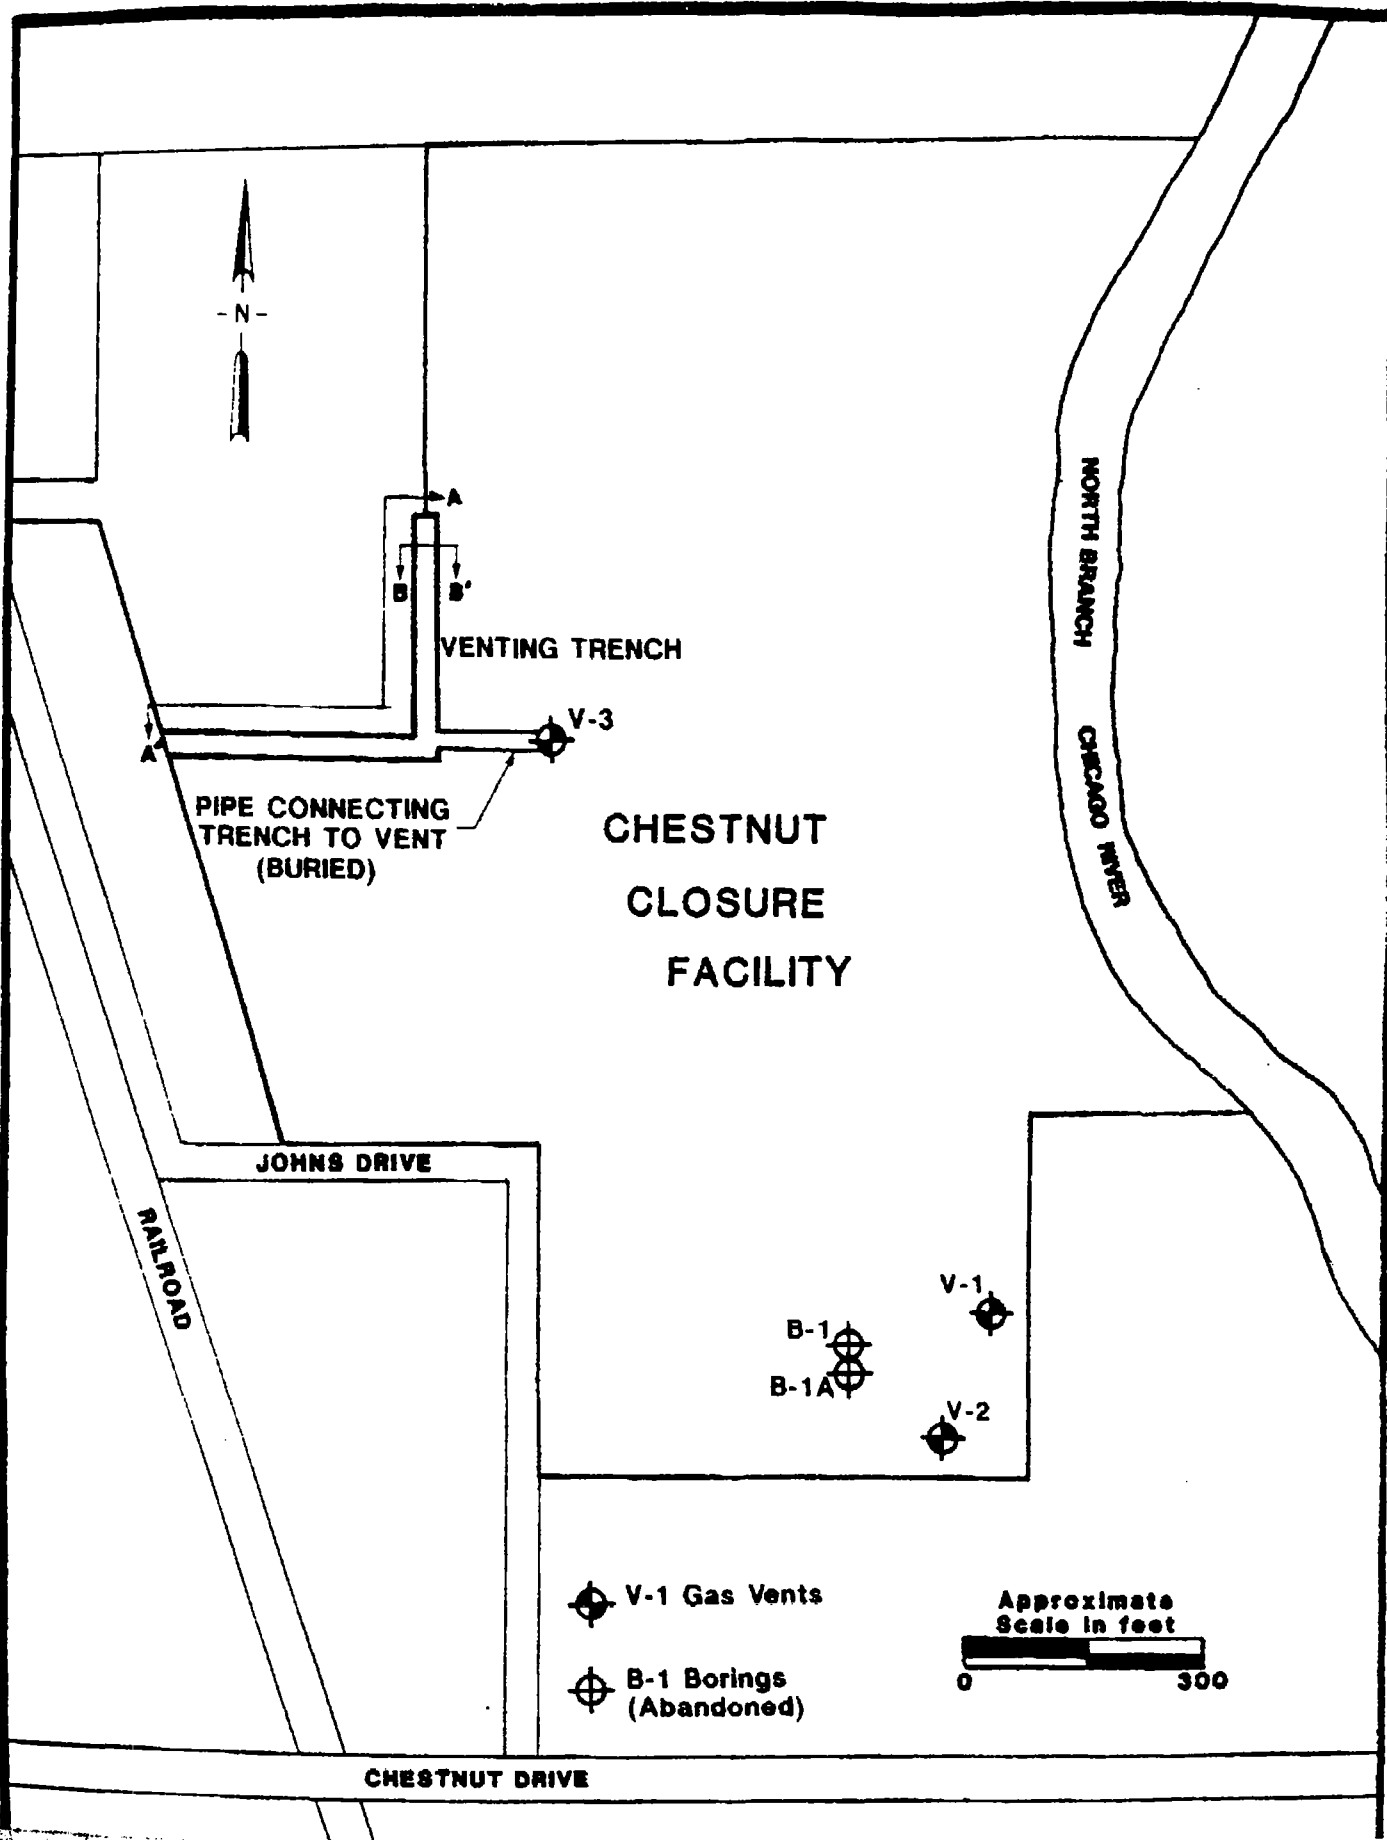 - N -
A
B B'
VENTING TRENCH
V-3
A'
PIPE CONNECTING
TRENCH TO VENT
(BURIED)
CHESTNUT
CLOSURE
FACILITY
NORTH BRANCH CHICAGO RIVER
JOHNS DRIVE
RAILROAD
V-1
B-1
B-1A
V-2
V-1 Gas Vents
B-1 Borings
(Abandoned)
Approximate
Scale in feet
0 300
CHESTNUT DRIVE